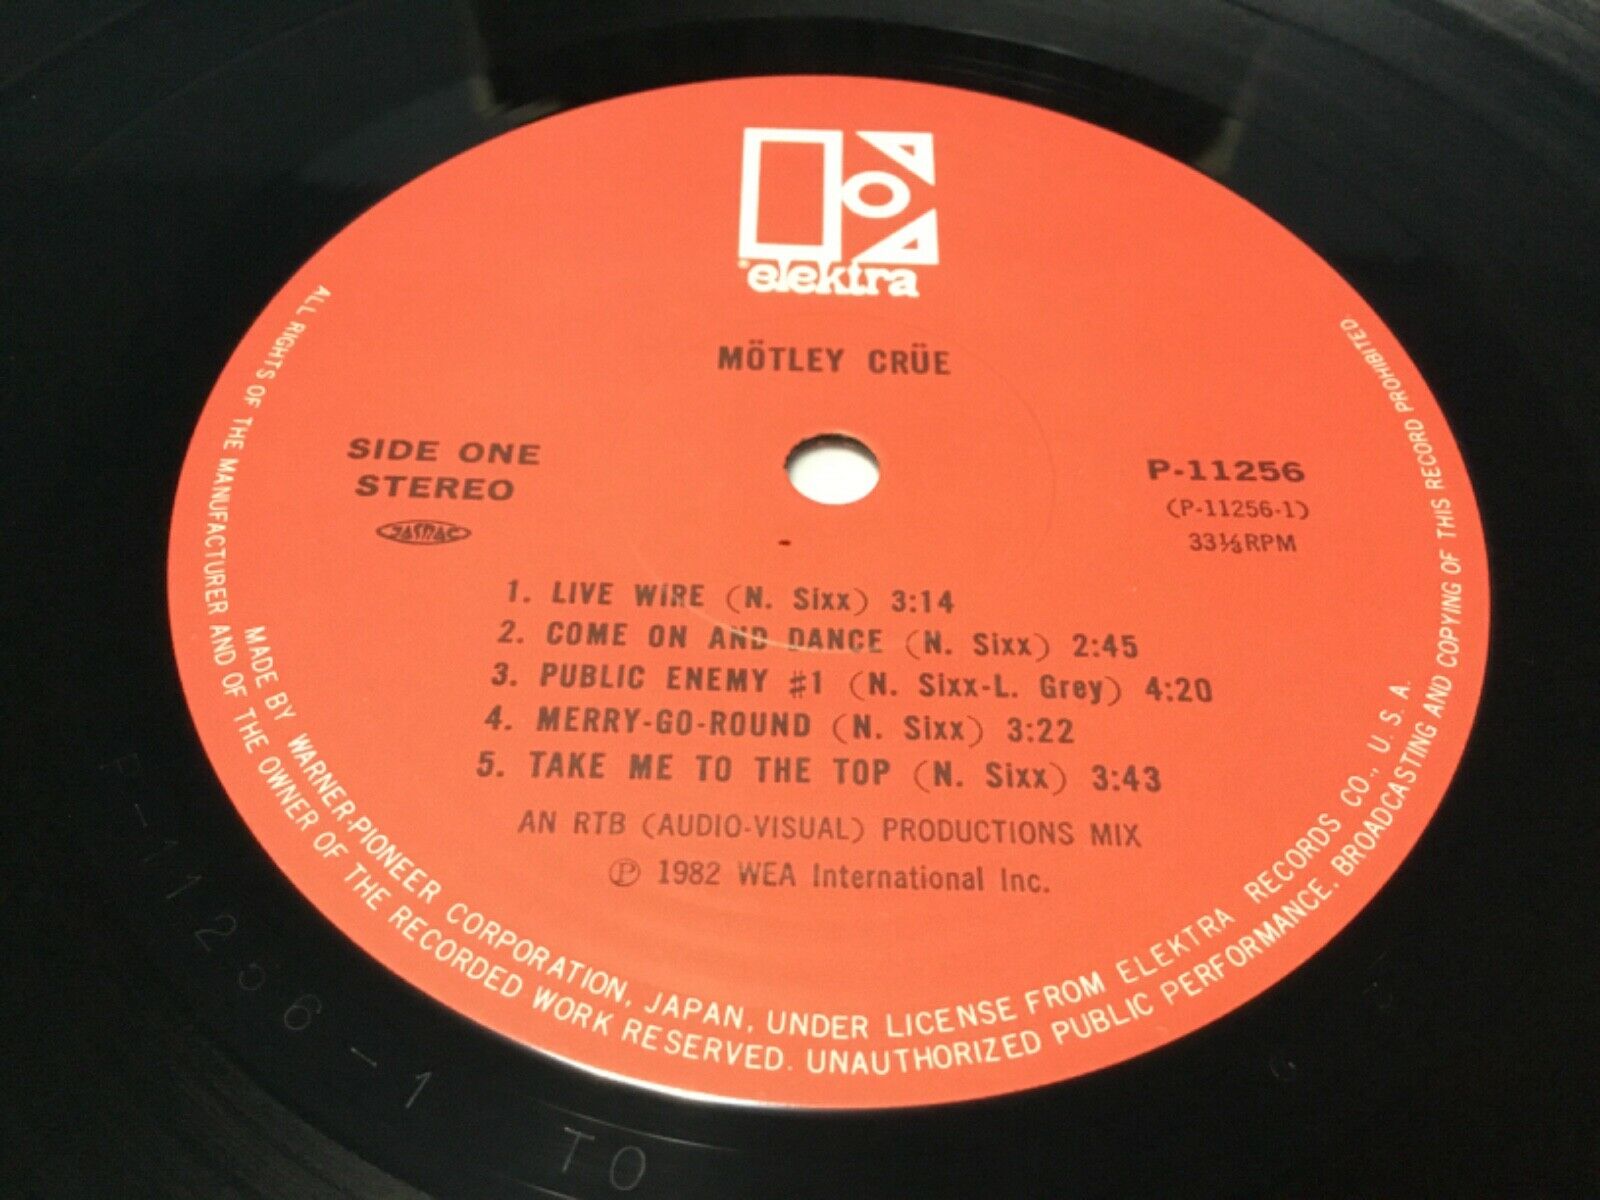 elektra
MÖTLEY CRÜE
SIDE ONE
STEREO
JASRAC
P-11256
(P-11256-1)
33⅓RPM
1. LIVE WIRE (N. Sixx) 3:14
2. COME ON AND DANCE (N. Sixx) 2:45
3. PUBLIC ENEMY #1 (N. Sixx-L. Grey) 4:20
4. MERRY-GO-ROUND (N. Sixx) 3:22
5. TAKE ME TO THE TOP (N. Sixx) 3:43
AN RTB (AUDIO-VISUAL) PRODUCTIONS MIX
Ⓟ 1982 WEA International Inc.
MADE BY WARNER-PIONEER CORPORATION, JAPAN, UNDER LICENSE FROM ELEKTRA RECORDS CO., U. S. A.
ALL RIGHTS OF THE MANUFACTURER AND OF THE OWNER OF THE RECORDED WORK RESERVED. UNAUTHORIZED PUBLIC PERFORMANCE, BROADCASTING AND COPYING OF THIS RECORD PROHIBITED.
P-11256-1 TO